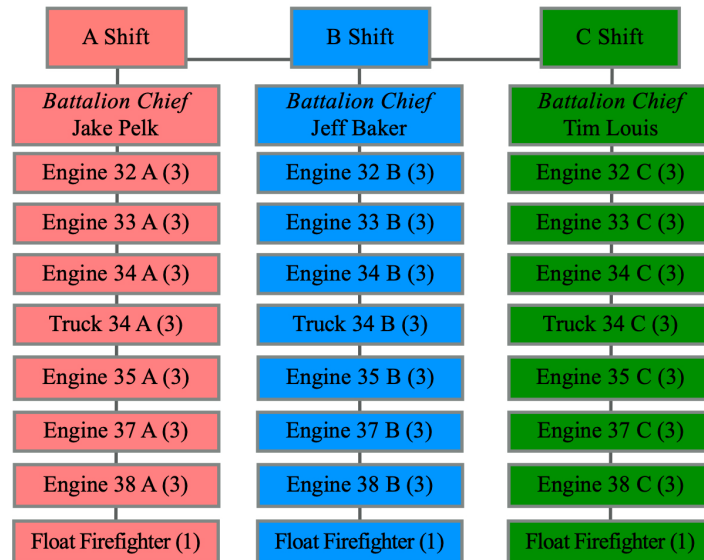 A Shift
B Shift
C Shift
Battalion Chief
Jake Pelk
Battalion Chief
Jeff Baker
Battalion Chief
Tim Louis
Engine 32 A (3)
Engine 32 B (3)
Engine 32 C (3)
Engine 33 A (3)
Engine 33 B (3)
Engine 33 C (3)
Engine 34 A (3)
Engine 34 B (3)
Engine 34 C (3)
Truck 34 A (3)
Truck 34 B (3)
Truck 34 C (3)
Engine 35 A (3)
Engine 35 B (3)
Engine 35 C (3)
Engine 37 A (3)
Engine 37 B (3)
Engine 37 C (3)
Engine 38 A (3)
Engine 38 B (3)
Engine 38 C (3)
Float Firefighter (1)
Float Firefighter (1)
Float Firefighter (1)